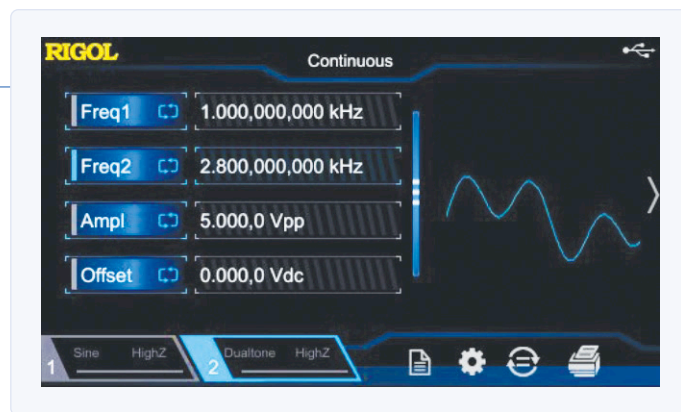 RIGOL
Continuous
Freq1 1.000,000,000 kHz
Freq2 2.800,000,000 kHz
Ampl 5.000,0 Vpp
Offset 0.000,0 Vdc
1 Sine HighZ
2 Dualtone HighZ